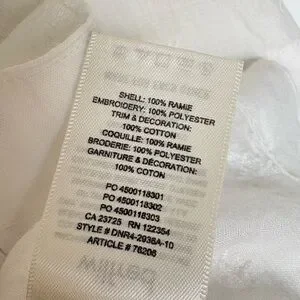 SHELL: 100% RAMIE
EMBROIDERY: 100% POLYESTER
TRIM & DECORATION:
100% COTTON
COQUILLE: 100% RAMIE
BRODERIE: 100% POLYESTER
GARNITURE & DÉCORATION:
100% COTON
PO 4500118301
PO 4500118302
PO 4500118303
CA 23725 RN 122354
STYLE # DNR4-2936A-10
ARTICLE # 76206